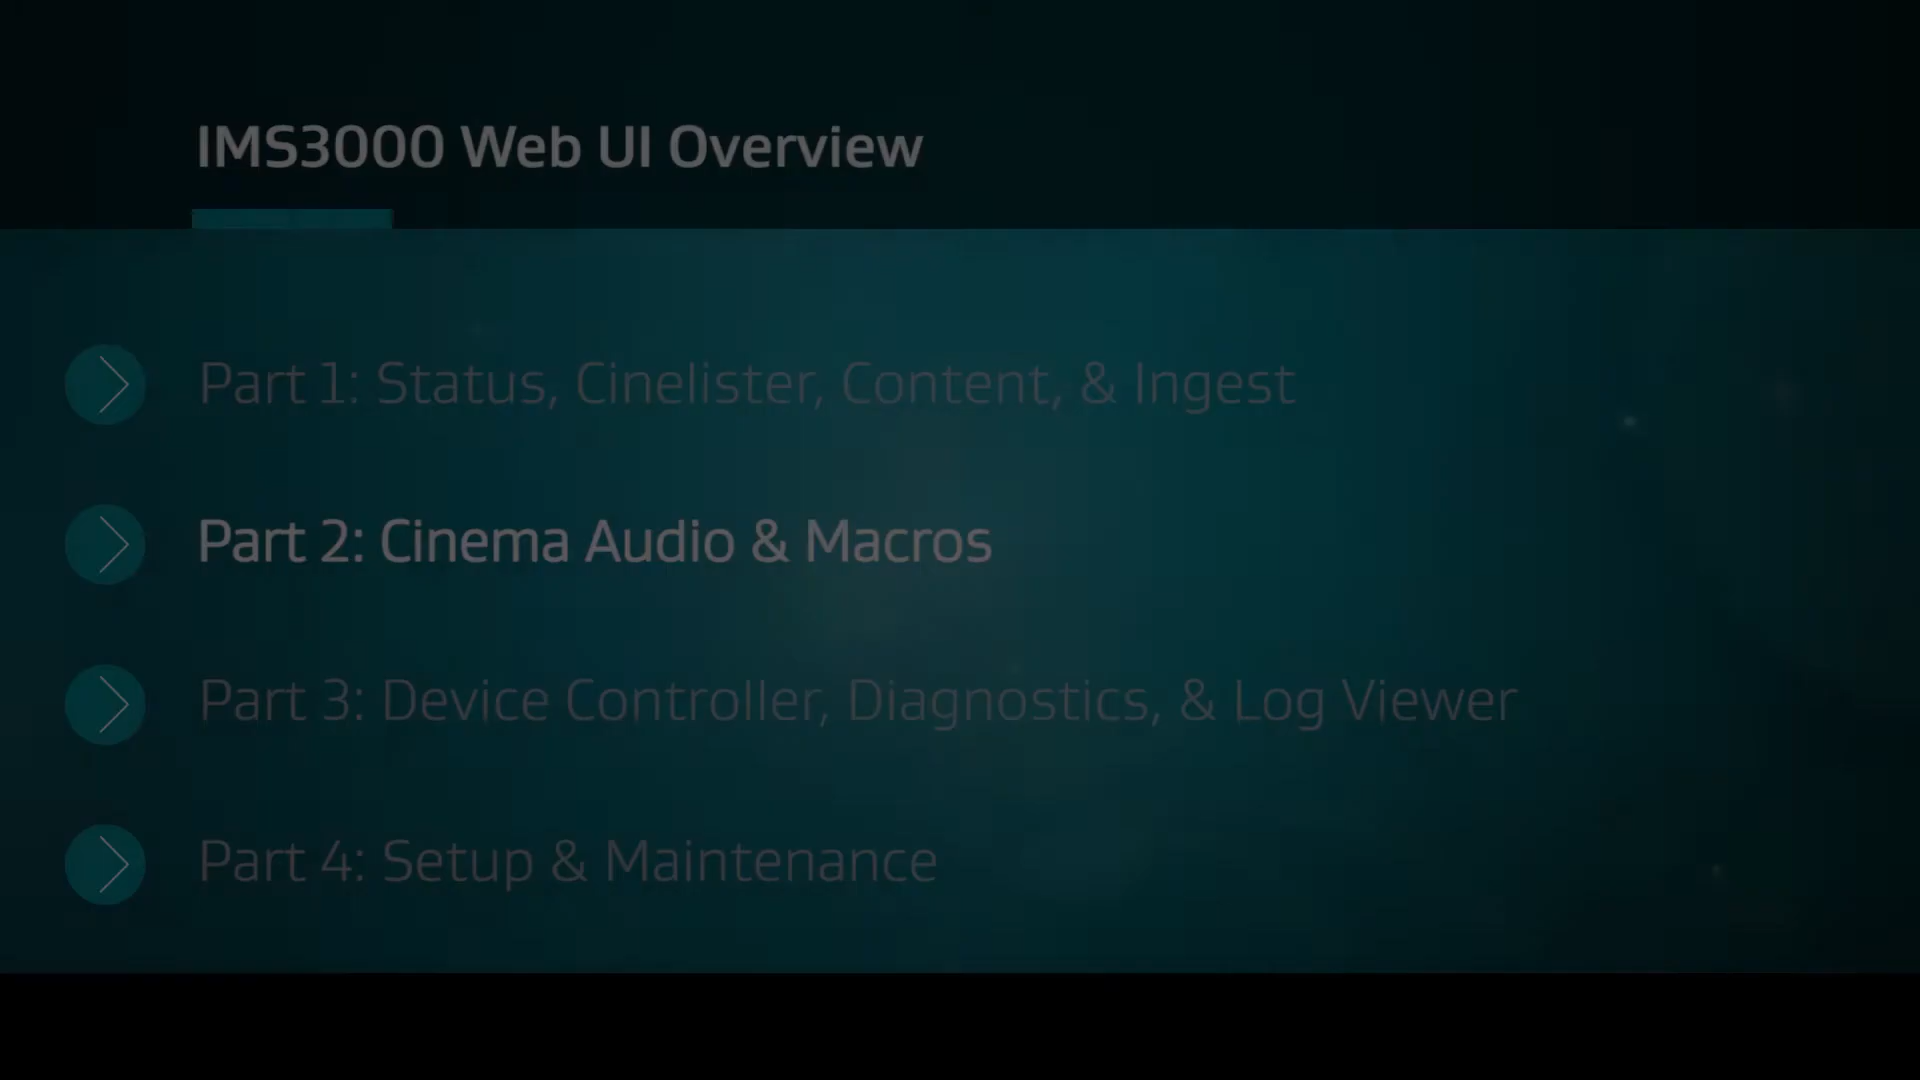 IMS3000 Web UI Overview
Part 1: Status, Cinelister, Content, & Ingest
Part 2: Cinema Audio & Macros
Part 3: Device Controller, Diagnostics, & Log Viewer
Part 4: Setup & Maintenance